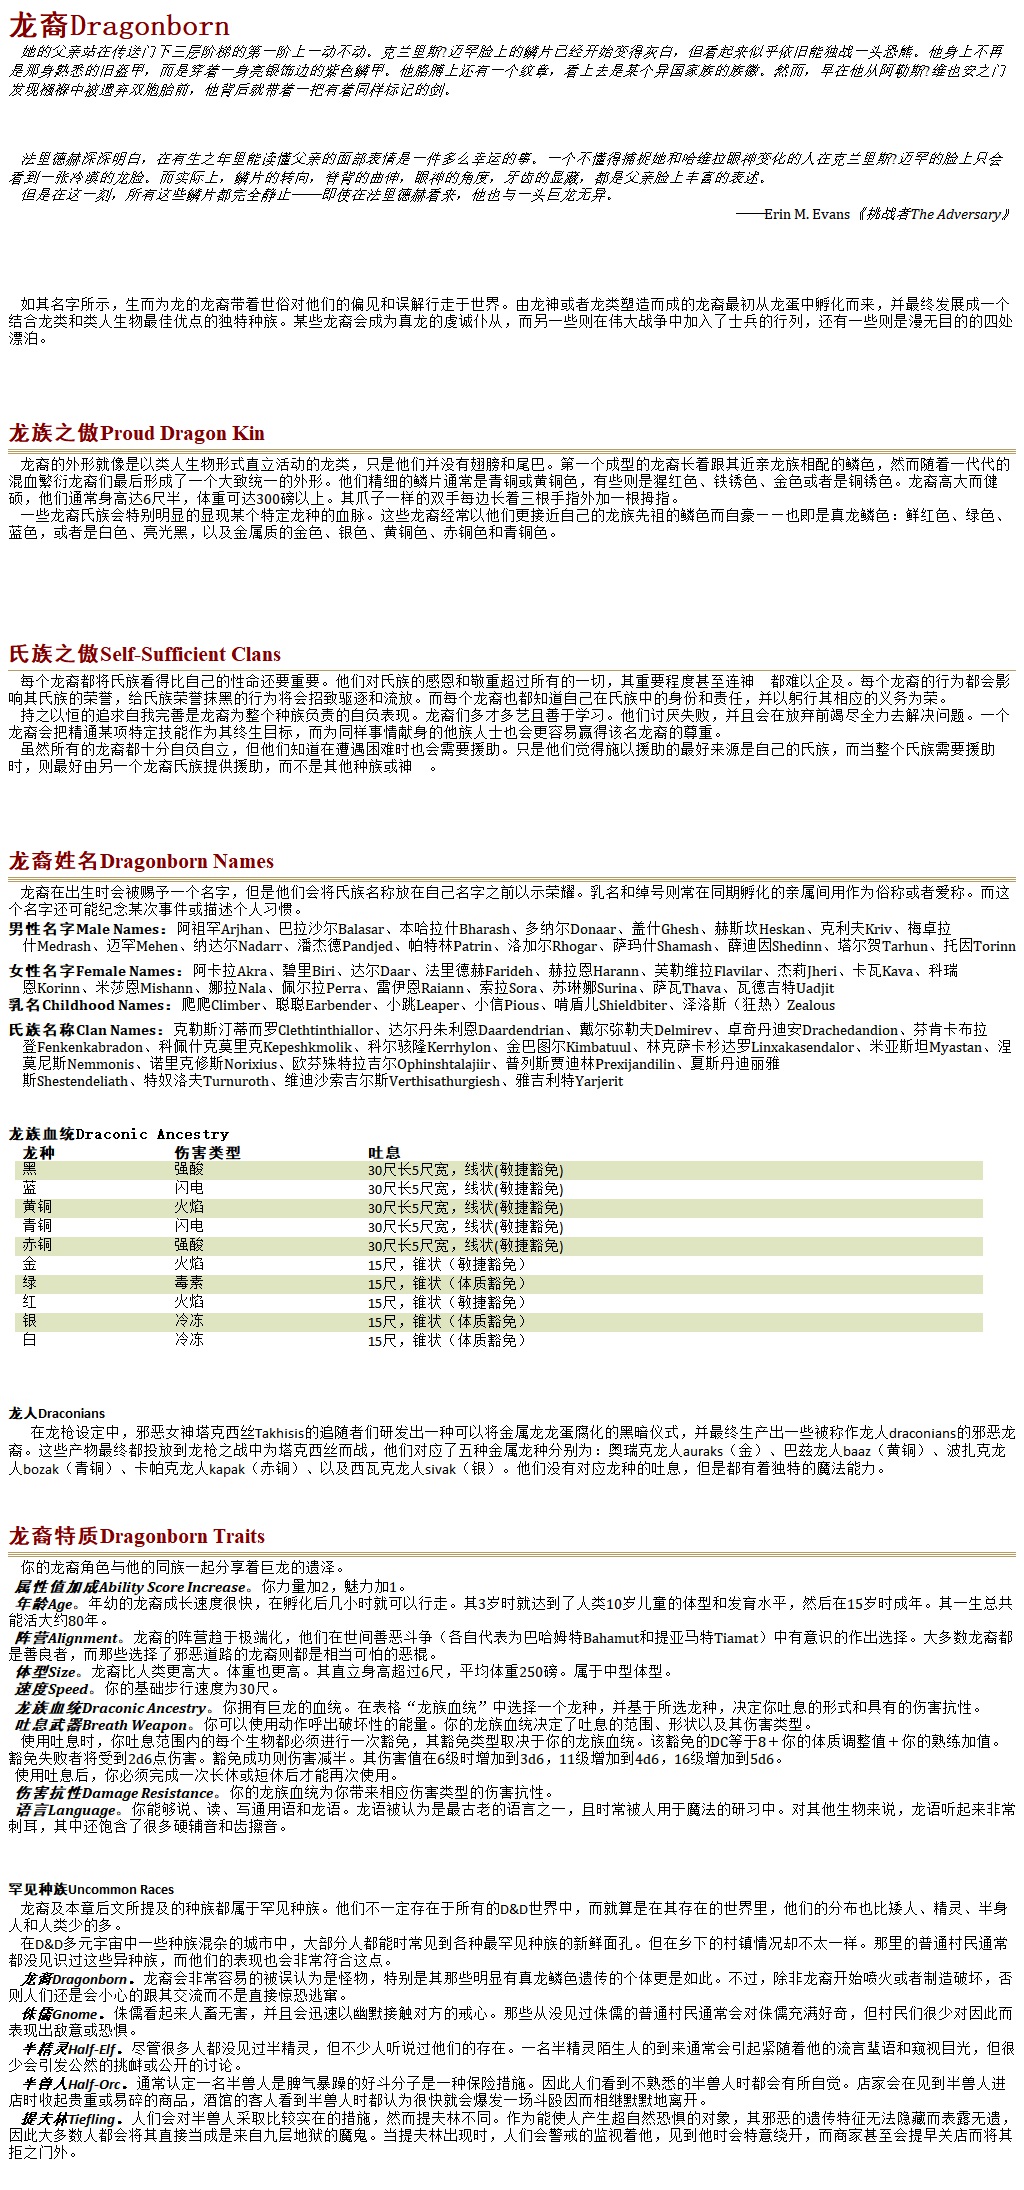 龙裔Dragonborn
她的父亲站在传送门下三层阶梯的第一阶上一动不动。克兰里斯?迈罕脸上的鳞片已经开始变得灰白，但看起来似乎依旧能独战一头恐熊。他身上不再
是那身熟悉的旧盔甲，而是穿着一身亮银饰边的紫色鳞甲。他胳膊上还有一个纹章，看上去是某个异国家族的族徽。然而，早在他从阿勒斯?维也安之门
发现襁褓中被遗弃双胞胎前，他背后就带着一把有着同样标记的剑。
法里德赫深深明白，在有生之年里能读懂父亲的面部表情是一件多么幸运的事。一个不懂得捕捉她和哈维拉眼神变化的人在克兰里斯?迈罕的脸上只会
看到一张冷漠的龙脸。而实际上，鳞片的转向，脊背的曲伸，眼神的角度，牙齿的显藏，都是父亲脸上丰富的表述。
但是在这一刻，所有这些鳞片都完全静止——即使在法里德赫看来，他也与一头巨龙无异。
——Erin M. Evans《挑战者The Adversary》
如其名字所示，生而为龙的龙裔带着世俗对他们的偏见和误解行走于世界。由龙神或者龙类塑造而成的龙裔最初从龙蛋中孵化而来，并最终发展成一个
结合龙类和类人生物最佳优点的独特种族。某些龙裔会成为真龙的虔诚仆从，而另一些则在伟大战争中加入了士兵的行列，还有一些则是漫无目的的四处
漂泊。
龙族之傲Proud Dragon Kin
龙裔的外形就像是以类人生物形式直立活动的龙类，只是他们并没有翅膀和尾巴。第一个成型的龙裔长着跟其近亲龙族相配的鳞色，然而随着一代代的
混血繁衍龙裔们最后形成了一个大致统一的外形。他们精细的鳞片通常是青铜或黄铜色，有些则是猩红色、铁锈色、金色或者是铜锈色。龙裔高大而健
硕，他们通常身高达6尺半，体重可达300磅以上。其爪子一样的双手每边长着三根手指外加一根拇指。
一些龙裔氏族会特别明显的显现某个特定龙种的血脉。这些龙裔经常以他们更接近自己的龙族先祖的鳞色而自豪－－也即是真龙鳞色：鲜红色、绿色、
蓝色，或者是白色、亮光黑，以及金属质的金色、银色、黄铜色、赤铜色和青铜色。
氏族之傲Self-Sufficient Clans
每个龙裔都将氏族看得比自己的性命还要重要。他们对氏族的感恩和敬重超过所有的一切，其重要程度甚至连神　都难以企及。每个龙裔的行为都会影
响其氏族的荣誉，给氏族荣誉抹黑的行为将会招致驱逐和流放。而每个龙裔也都知道自己在氏族中的身份和责任，并以躬行其相应的义务为荣。
持之以恒的追求自我完善是龙裔为整个种族负责的自负表现。龙裔们多才多艺且善于学习。他们讨厌失败，并且会在放弃前竭尽全力去解决问题。一个
龙裔会把精通某项特定技能作为其终生目标，而为同样事情献身的他族人士也会更容易赢得该名龙裔的尊重。
虽然所有的龙裔都十分自负自立，但他们知道在遭遇困难时也会需要援助。只是他们觉得施以援助的最好来源是自己的氏族，而当整个氏族需要援助
时，则最好由另一个龙裔氏族提供援助，而不是其他种族或神　。
龙裔姓名Dragonborn Names
龙裔在出生时会被赐予一个名字，但是他们会将氏族名称放在自己名字之前以示荣耀。乳名和绰号则常在同期孵化的亲属间用作为俗称或者爱称。而这
个名字还可能纪念某次事件或描述个人习惯。
男性名字Male Names：阿祖罕Arjhan、巴拉沙尔Balasar、本哈拉什Bharash、多纳尔Donaar、盖什Ghesh、赫斯坎Heskan、克利夫Kriv、梅卓拉
什Medrash、迈罕Mehen、纳达尔Nadarr、潘杰德Pandjed、帕特林Patrin、洛加尔Rhogar、萨玛什Shamash、薛迪因Shedinn、塔尔贺Tarhun、托因Torinn
女性名字Female Names：阿卡拉Akra、碧里Biri、达尔Daar、法里德赫Farideh、赫拉恩Harann、芙勒维拉Flavilar、杰莉Jheri、卡瓦Kava、科瑞
恩Korinn、米莎恩Mishann、娜拉Nala、佩尔拉Perra、雷伊恩Raiann、索拉Sora、苏琳娜Surina、萨瓦Thava、瓦德吉特Uadjit
乳名Childhood Names：爬爬Climber、聪聪Earbender、小跳Leaper、小信Pious、啃盾儿Shieldbiter、泽洛斯（狂热）Zealous
氏族名称Clan Names：克勒斯汀蒂而罗Clethtinthiallor、达尔丹朱利恩Daardendrian、戴尔弥勒夫Delmirev、卓奇丹迪安Drachedandion、芬肯卡布拉
登Fenkenkabradon、科佩什克莫里克Kepeshkmolik、科尔骇隆Kerrhylon、金巴图尔Kimbatuul、林克萨卡杉达罗Linxakasendalor、米亚斯坦Myastan、涅
莫尼斯Nemmonis、诺里克修斯Norixius、欧芬殊特拉吉尔Ophinshtalajiir、普列斯贾迪林Prexijandilin、夏斯丹迪丽雅
斯Shestendeliath、特奴洛夫Turnuroth、维迪沙索吉尔斯Verthisathurgiesh、雅吉利特Yarjerit
龙族血统Draconic Ancestry
龙种 伤害类型 吐息
黑 强酸 30尺长5尺宽，线状(敏捷豁免)
蓝 闪电 30尺长5尺宽，线状(敏捷豁免)
黄铜 火焰 30尺长5尺宽，线状(敏捷豁免)
青铜 闪电 30尺长5尺宽，线状(敏捷豁免)
赤铜 强酸 30尺长5尺宽，线状(敏捷豁免)
金 火焰 15尺，锥状（敏捷豁免）
绿 毒素 15尺，锥状（体质豁免）
红 火焰 15尺，锥状（敏捷豁免）
银 冷冻 15尺，锥状（体质豁免）
白 冷冻 15尺，锥状（体质豁免）
龙人Draconians
在龙枪设定中，邪恶女神塔克西丝Takhisis的追随者们研发出一种可以将金属龙龙蛋腐化的黑暗仪式，并最终生产出一些被称作龙人draconians的邪恶龙
裔。这些产物最终都投放到龙枪之战中为塔克西丝而战，他们对应了五种金属龙种分别为：奥瑞克龙人auraks（金）、巴兹龙人baaz（黄铜）、波扎克龙
人bozak（青铜）、卡帕克龙人kapak（赤铜）、以及西瓦克龙人sivak（银）。他们没有对应龙种的吐息，但是都有着独特的魔法能力。
龙裔特质Dragonborn Traits
你的龙裔角色与他的同族一起分享着巨龙的遗泽。
属性值加成Ability Score Increase。你力量加2，魅力加1。
年龄Age。年幼的龙裔成长速度很快，在孵化后几小时就可以行走。其3岁时就达到了人类10岁儿童的体型和发育水平，然后在15岁时成年。其一生总共
能活大约80年。
阵营Alignment。龙裔的阵营趋于极端化，他们在世间善恶斗争（各自代表为巴哈姆特Bahamut和提亚马特Tiamat）中有意识的作出选择。大多数龙裔都
是善良者，而那些选择了邪恶道路的龙裔则都是相当可怕的恶棍。
体型Size。龙裔比人类更高大。体重也更高。其直立身高超过6尺，平均体重250磅。属于中型体型。
速度Speed。你的基础步行速度为30尺。
龙族血统Draconic Ancestry。你拥有巨龙的血统。在表格“龙族血统”中选择一个龙种，并基于所选龙种，决定你吐息的形式和具有的伤害抗性。
吐息武器Breath Weapon。你可以使用动作呼出破坏性的能量。你的龙族血统决定了吐息的范围、形状以及其伤害类型。
使用吐息时，你吐息范围内的每个生物都必须进行一次豁免，其豁免类型取决于你的龙族血统。该豁免的DC等于8＋你的体质调整值＋你的熟练加值。
豁免失败者将受到2d6点伤害。豁免成功则伤害减半。其伤害值在6级时增加到3d6，11级增加到4d6，16级增加到5d6。
使用吐息后，你必须完成一次长休或短休后才能再次使用。
伤害抗性Damage Resistance。你的龙族血统为你带来相应伤害类型的伤害抗性。
语言Language。你能够说、读、写通用语和龙语。龙语被认为是最古老的语言之一，且时常被人用于魔法的研习中。对其他生物来说，龙语听起来非常
刺耳，其中还饱含了很多硬辅音和齿擦音。
罕见种族Uncommon Races
龙裔及本章后文所提及的种族都属于罕见种族。他们不一定存在于所有的D&D世界中，而就算是在其存在的世界里，他们的分布也比矮人、精灵、半身
人和人类少的多。
在D&D多元宇宙中一些种族混杂的城市中，大部分人都能时常见到各种最罕见种族的新鲜面孔。但在乡下的村镇情况却不太一样。那里的普通村民通常
都没见识过这些异种族，而他们的表现也会非常符合这点。
龙裔Dragonborn。龙裔会非常容易的被误认为是怪物，特别是其那些明显有真龙鳞色遗传的个体更是如此。不过，除非龙裔开始喷火或者制造破坏，否
则人们还是会小心的跟其交流而不是直接惊恐逃窜。
侏儒Gnome。侏儒看起来人畜无害，并且会迅速以幽默接触对方的戒心。那些从没见过侏儒的普通村民通常会对侏儒充满好奇，但村民们很少对因此而
表现出敌意或恐惧。
半精灵Half-Elf。尽管很多人都没见过半精灵，但不少人听说过他们的存在。一名半精灵陌生人的到来通常会引起紧随着他的流言蜚语和窥视目光，但很
少会引发公然的挑衅或公开的讨论。
半兽人Half-Orc。通常认定一名半兽人是脾气暴躁的好斗分子是一种保险措施。因此人们看到不熟悉的半兽人时都会有所自觉。店家会在见到半兽人进
店时收起贵重或易碎的商品，酒馆的客人看到半兽人时都认为很快就会爆发一场斗殴因而相继默默地离开。
提夫林Tiefling。人们会对半兽人采取比较实在的措施，然而提夫林不同。作为能使人产生超自然恐惧的对象，其邪恶的遗传特征无法隐藏而表露无遗，
因此大多数人都会将其直接当成是来自九层地狱的魔鬼。当提夫林出现时，人们会警戒的监视着他，见到他时会特意绕开，而商家甚至会提早关店而将其
拒之门外。